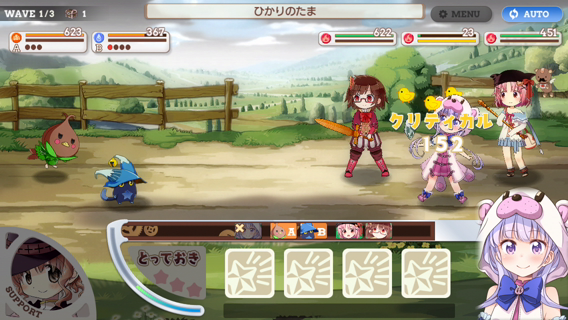 WAVE 1/3 1
ひかりのたま
MENU
AUTO
623
367
622
23
451
A
B
クリティカル
152
A B
とっておき
SUPPORT